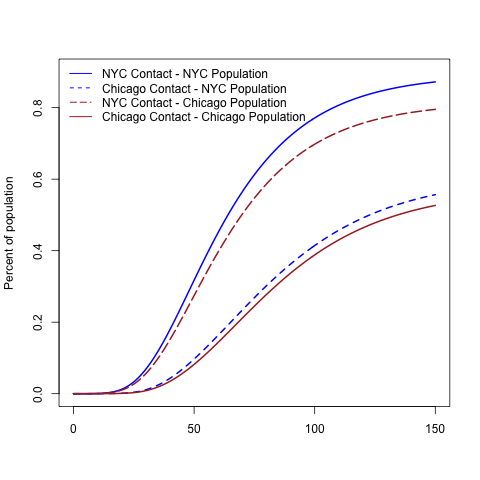 NYC Contact - NYC Population
Chicago Contact - NYC Population
NYC Contact - Chicago Population
Chicago Contact - Chicago Population
Percent of population
0.8
0.6
0.4
0.2
0.0
0
50
100
150